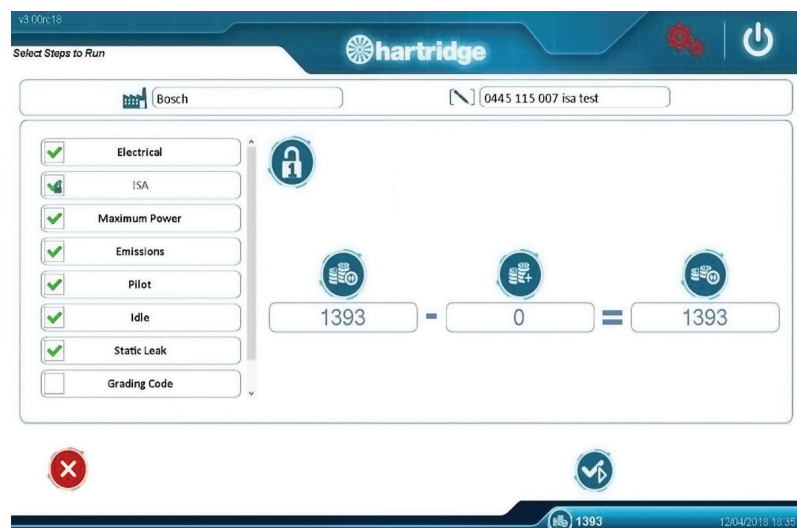 v3.00rc18
Select Steps to Run
hartridge
Bosch
0445 115 007 isa test
Electrical
ISA
Maximum Power
Emissions
Pilot
Idle
Static Leak
Grading Code
1
1393 - 0 = 1393
1393
12/04/2018 18:35